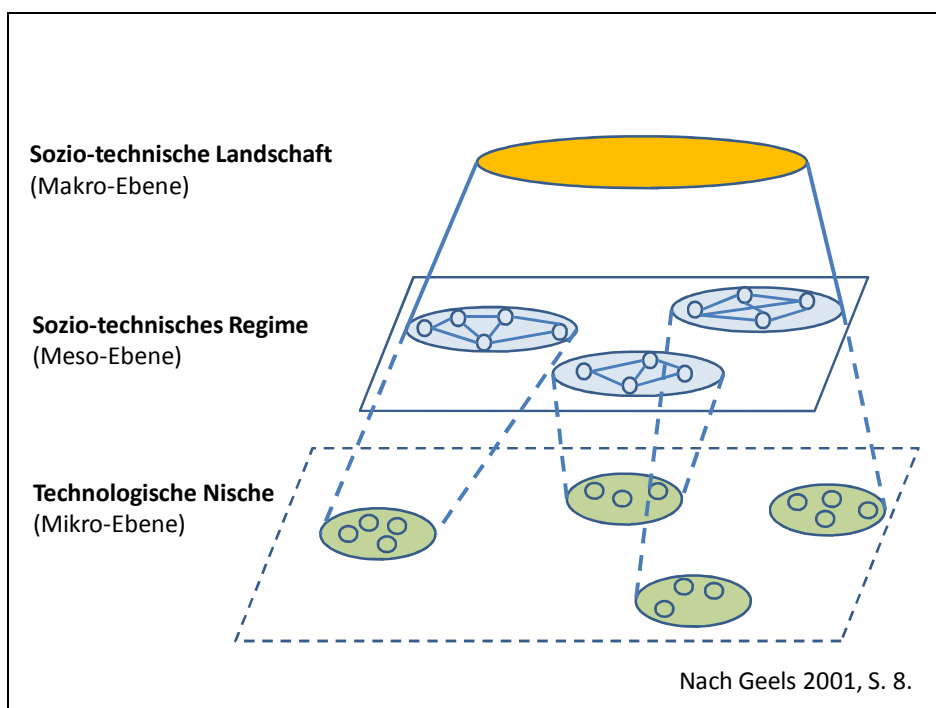 Sozio-technische Landschaft
(Makro-Ebene)
Sozio-technisches Regime
(Meso-Ebene)
Technologische Nische
(Mikro-Ebene)
Nach Geels 2001, S. 8.